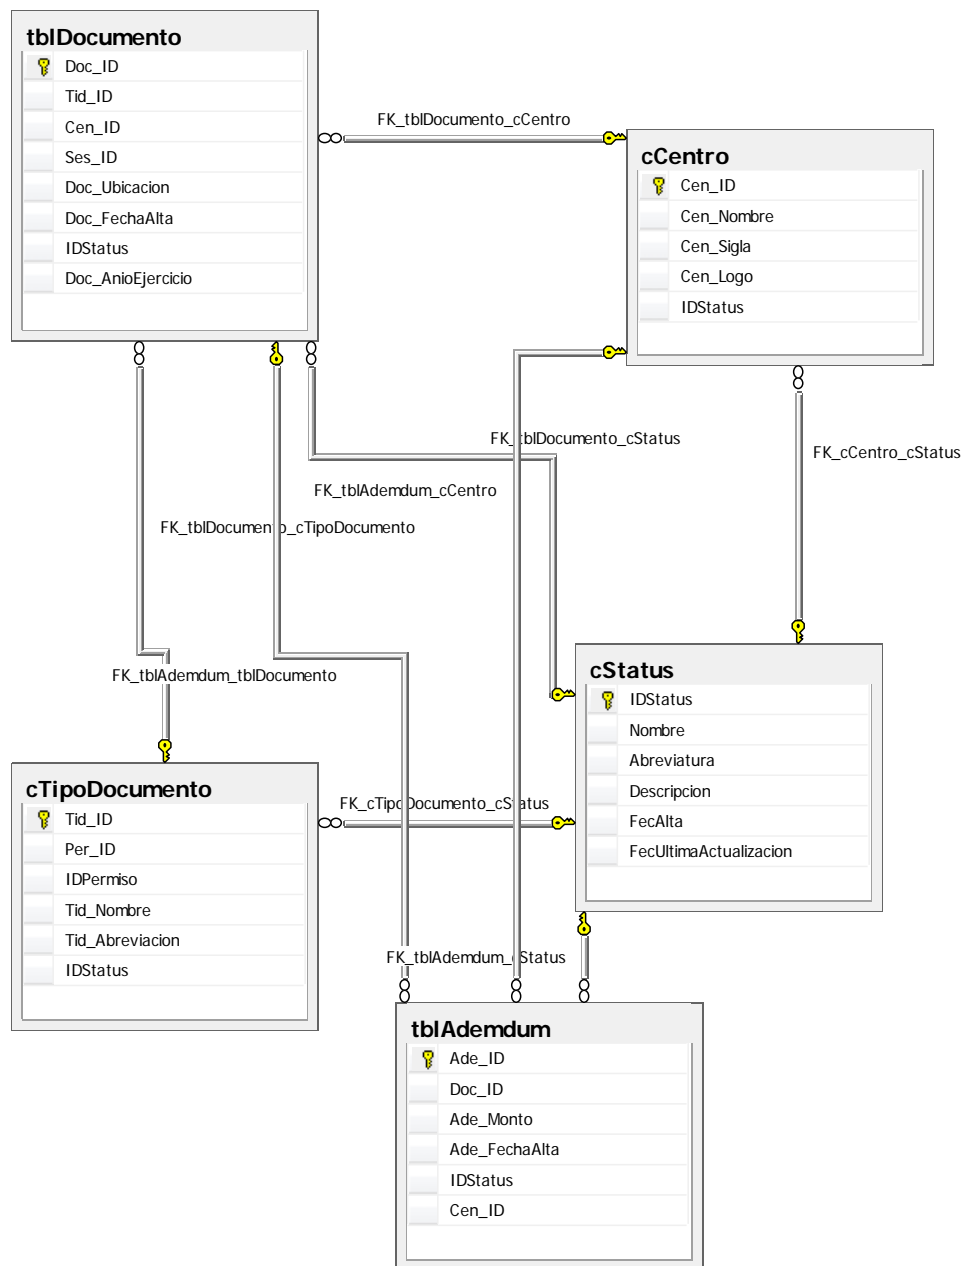 tblDocumento
Doc_ID
Tid_ID
Cen_ID
Ses_ID
Doc_Ubicacion
Doc_FechaAlta
IDStatus
Doc_AnioEjercicio
FK_tblDocumento_cCentro
cCentro
Cen_ID
Cen_Nombre
Cen_Sigla
Cen_Logo
IDStatus
FK_tblDocumento_cStatus
FK_cCentro_cStatus
FK_tblAdemdum_cCentro
FK_tblDocumento_cTipoDocumento
FK_tblAdemdum_tblDocumento
cStatus
IDStatus
Nombre
Abreviatura
Descripcion
FecAlta
FecUltimaActualizacion
cTipoDocumento
Tid_ID
Per_ID
IDPermiso
Tid_Nombre
Tid_Abreviacion
IDStatus
FK_cTipoDocumento_cStatus
FK_tblAdemdum_cStatus
tblAdemdum
Ade_ID
Doc_ID
Ade_Monto
Ade_FechaAlta
IDStatus
Cen_ID